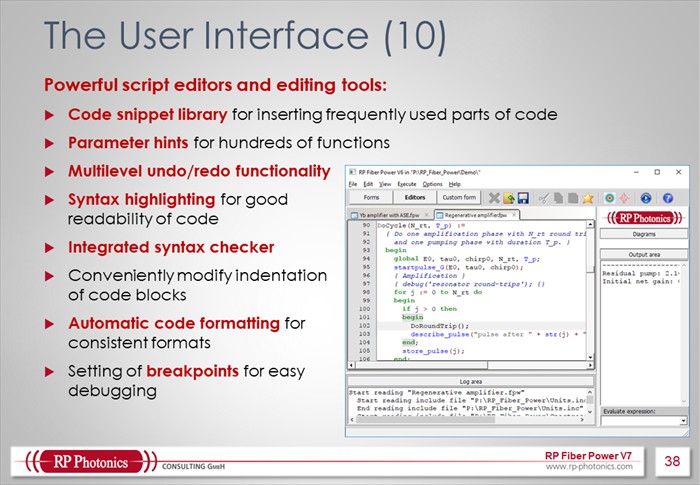 The User Interface (10)
Powerful script editors and editing tools:
Code snippet library for inserting frequently used parts of code
Parameter hints for hundreds of functions
Multilevel undo/redo functionality
Syntax highlighting for good
readability of code
Integrated syntax checker
Conveniently modify indentation
of code blocks
Automatic code formatting for
consistent formats
Setting of breakpoints for easy
debugging
RP Fiber Power V6 in "P:\RP_Fiber_Power\Demo\"
File Edit View Execute Options Help
Forms Editors Custom form
Yb amplifier with ASE.fpw Regenerative amplifier.fpw
90 DoCycle(N_rt, T_p) :=
91 { Do one amplification phase with N_rt round tri
92 and one pumping phase with duration T_p. }
93 begin
94 global E0, tau0, chirp0, N_rt, T_p;
95 startpulse_G(E0, tau0, chirp0);
96 { Amplification }
97 { debug('resonator round-trips'); {}
98 for j := 0 to N_rt do
99 begin
100 if j > 0 then
101 begin
102 DoRoundTrip();
103 describe_pulse("pulse after " + str(j) + "
104 end;
105 store_pulse(j);
106 end;
RP Photonics
Diagrams
Output area
Residual pump: 2.1
Initial net gain:
Evaluate expression:
Log area
Start reading "Regenerative amplifier.fpw"
Start reading include file "P:\RP_Fiber_Power\Units.inc
End reading include file "P:\RP_Fiber_Power\Units.inc"
RP Photonics CONSULTING GMBH
RP Fiber Power V7
www.rp-photonics.com
38